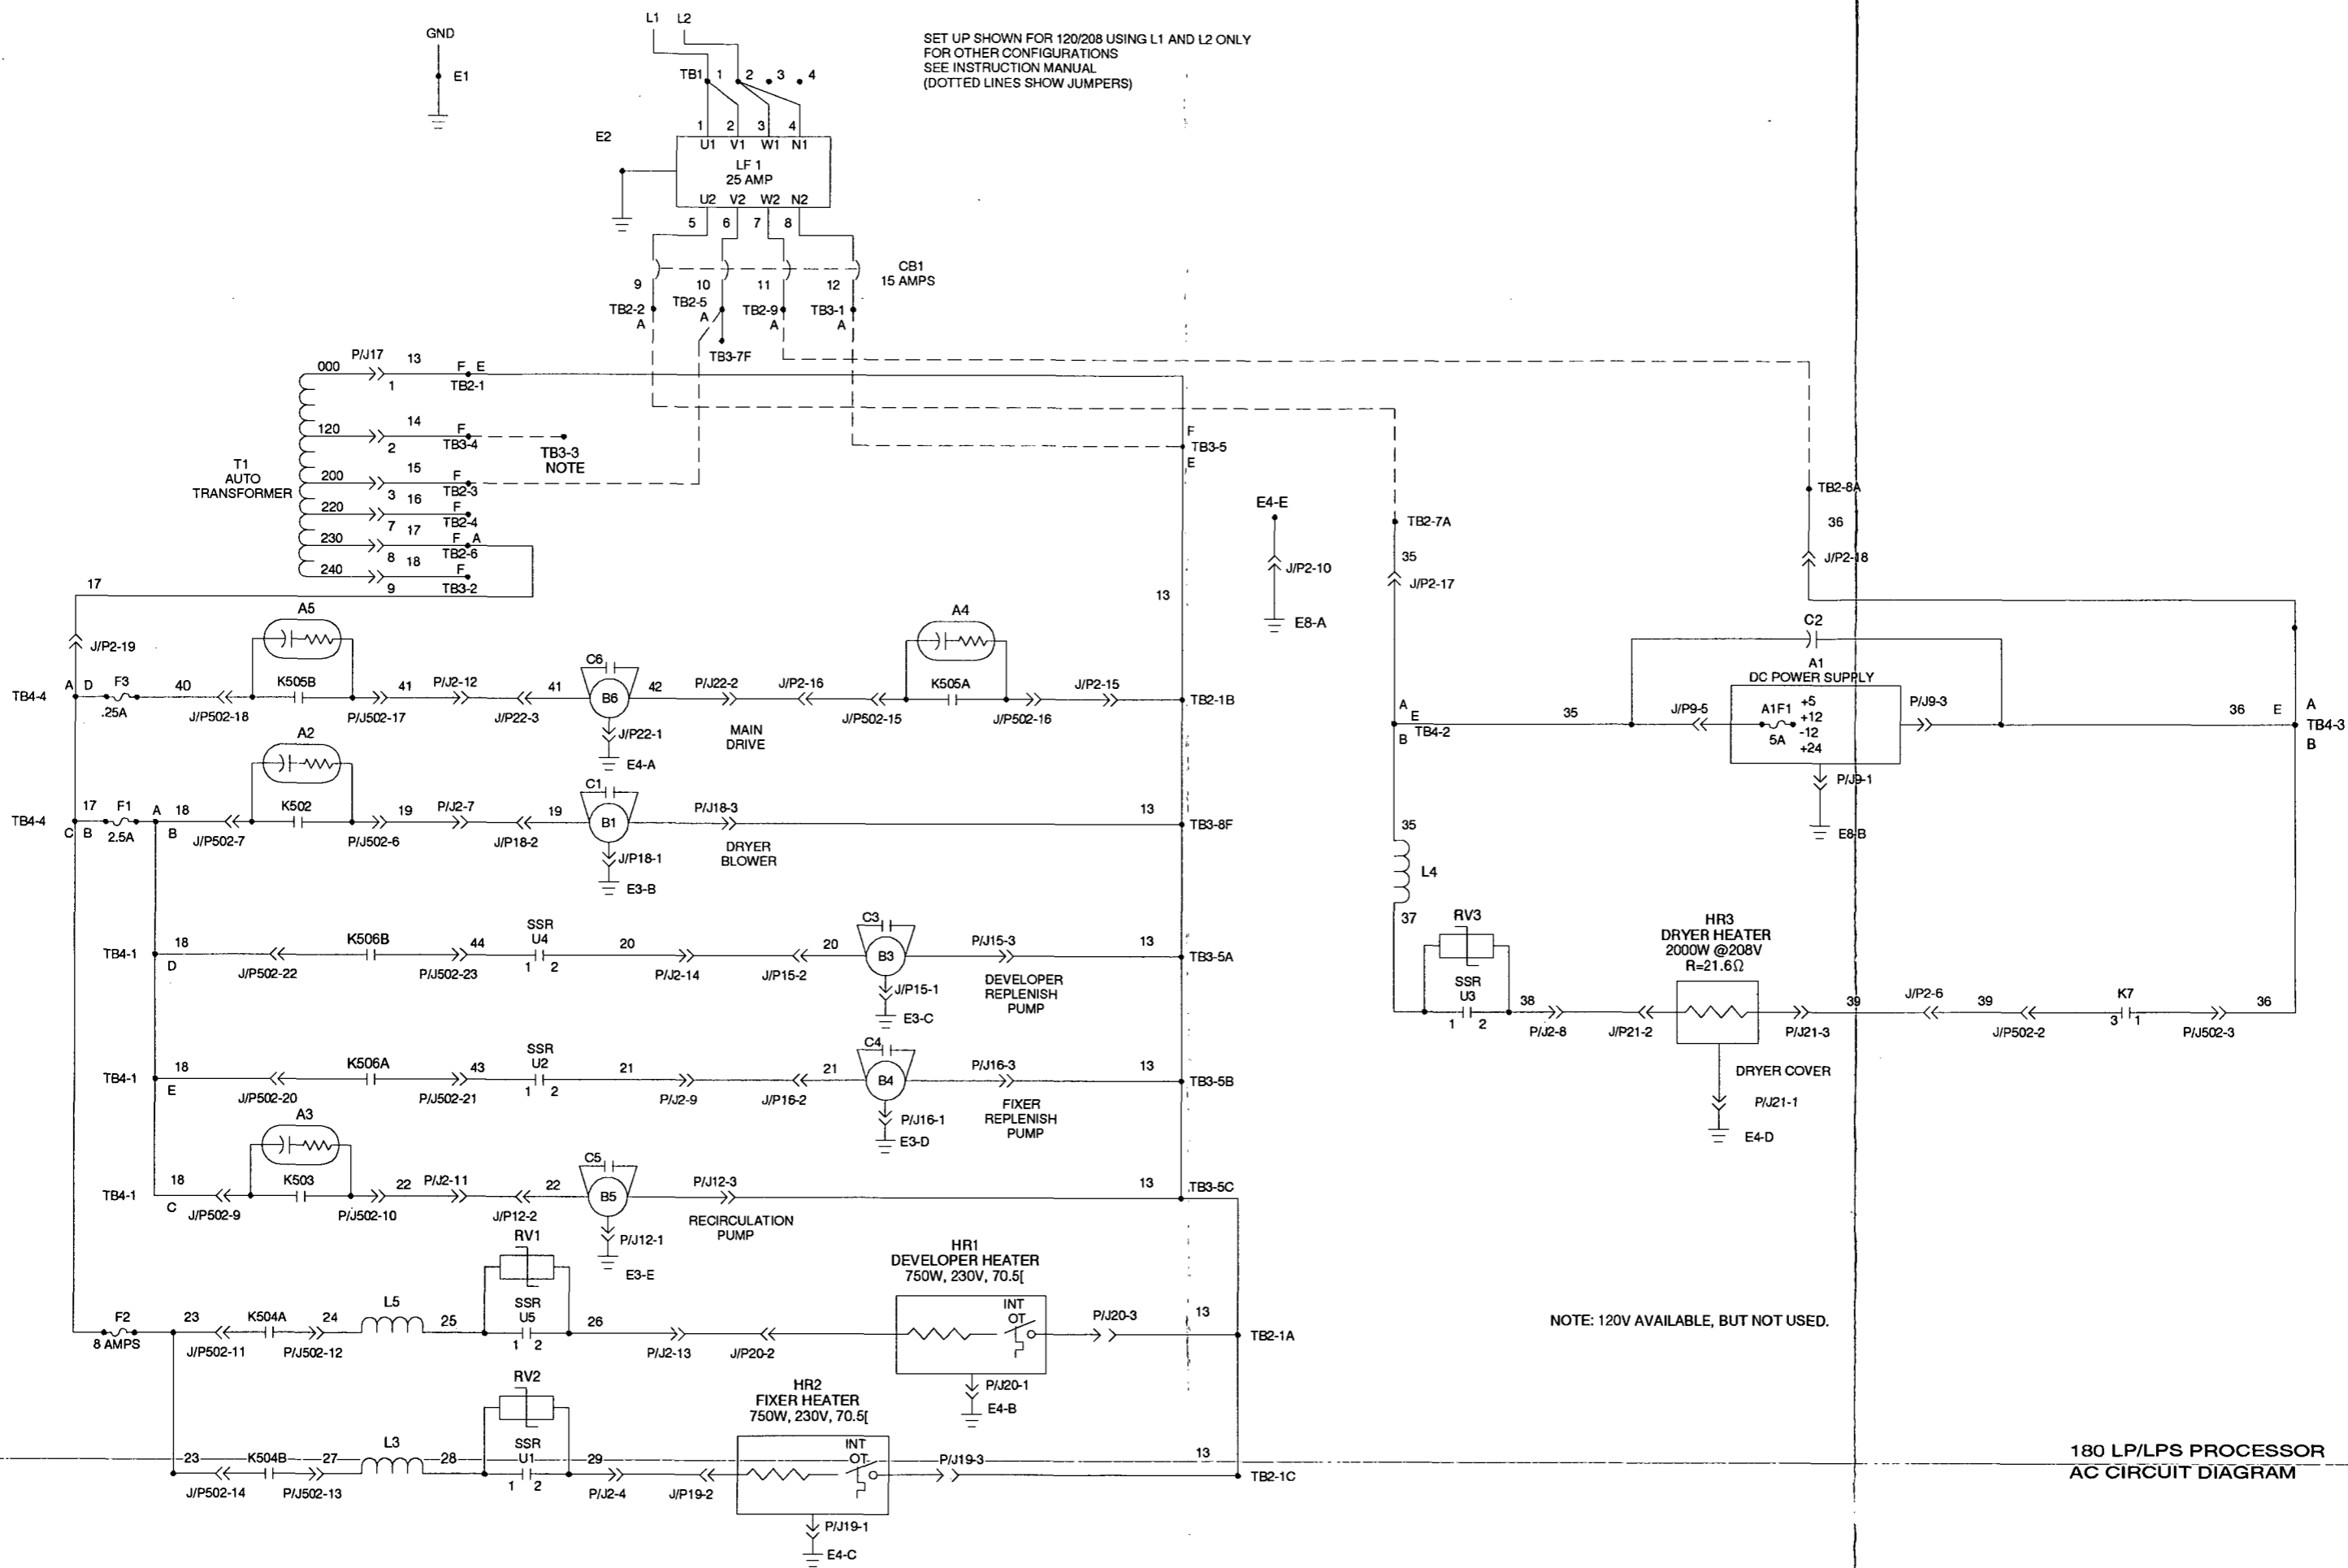 GND
E1
L1 L2
SET UP SHOWN FOR 120/208 USING L1 AND L2 ONLY
FOR OTHER CONFIGURATIONS
SEE INSTRUCTION MANUAL
(DOTTED LINES SHOW JUMPERS)
TB1 1 2 3 4
E2
1 2 3 4
U1 V1 W1 N1
LF 1
25 AMP
U2 V2 W2 N2
5 6 7 8
CB1
15 AMPS
9 10 11 12
TB2-2 TB2-5 TB2-9 TB3-1
A A A A
TB3-7F
T1
AUTO
TRANSFORMER
000 P/J17 13 F E
1 TB2-1
120 14 F
2 TB3-4
TB3-3
NOTE
200 15 F
3 TB2-3
220 16 F
7 TB2-4
230 17 F A
8 TB2-6
240 18 F
9 TB3-2
F
TB3-5
E
13
E4-E
J/P2-10
E8-A
TB2-7A
35
J/P2-17
TB2-8A
36
J/P2-18
17
J/P2-19
TB4-4 A D F3 40 K505B 41 P/J2-12 41 B6 42 P/J22-2 J/P2-16 K505A J/P2-15 TB2-1B
.25A J/P502-18 P/J502-17 J/P22-3 J/P502-15 J/P502-16
A5
C6
A4
J/P22-1
E4-A
MAIN
DRIVE
A2
C1
TB4-4 17 F1 A 18 K502 19 P/J2-7 19 B1 P/J18-3 13 TB3-8F
C B 2.5A B J/P502-7 P/J502-6 J/P18-2
J/P18-1
E3-B
DRYER
BLOWER
TB4-1 18 K506B 44 SSR U4 20 20 C3 B3 P/J15-3 13 TB3-5A
D J/P502-22 P/J502-23 1 2 P/J2-14 J/P15-2
J/P15-1
E3-C
DEVELOPER
REPLENISH
PUMP
TB4-1 18 K506A 43 SSR U2 21 21 C4 B4 P/J16-3 13 TB3-5B
E J/P502-20 P/J502-21 1 2 P/J2-9 J/P16-2
P/J16-1
E3-D
FIXER
REPLENISH
PUMP
A3
C5
TB4-1 18 K503 22 P/J2-11 22 B5 P/J12-3 13 TB3-5C
C J/P502-9 P/J502-10 J/P12-2
P/J12-1
E3-E
RECIRCULATION
PUMP
RV1
HR1
DEVELOPER HEATER
750W, 230V, 70.5[
F2 23 K504A 24 L5 25 SSR U5 26 INT OT P/J20-3 13 TB2-1A
8 AMPS J/P502-11 P/J502-12 1 2 P/J2-13 J/P20-2
P/J20-1
E4-B
RV2
HR2
FIXER HEATER
750W, 230V, 70.5[
23 K504B 27 L3 28 SSR U1 29 INT OT P/J19-3 13 TB2-1C
J/P502-14 P/J502-13 1 2 P/J2-4 J/P19-2
P/J19-1
E4-C
C2
A1
DC POWER SUPPLY
A E 35 J/P9-5 A1F1 +5 P/J9-3 36 E A
B TB4-2 5A +12 TB4-3
-12 B
+24
P/J9-1
E8-B
35
L4
37
RV3
HR3
DRYER HEATER
2000W @208V
R=21.6Ω
SSR
U3 38 39 J/P2-6 39 K7 36
1 2 P/J2-8 J/P21-2 P/J21-3 J/P502-2 3 1 P/J502-3
DRYER COVER
P/J21-1
E4-D
NOTE: 120V AVAILABLE, BUT NOT USED.
180 LP/LPS PROCESSOR
AC CIRCUIT DIAGRAM